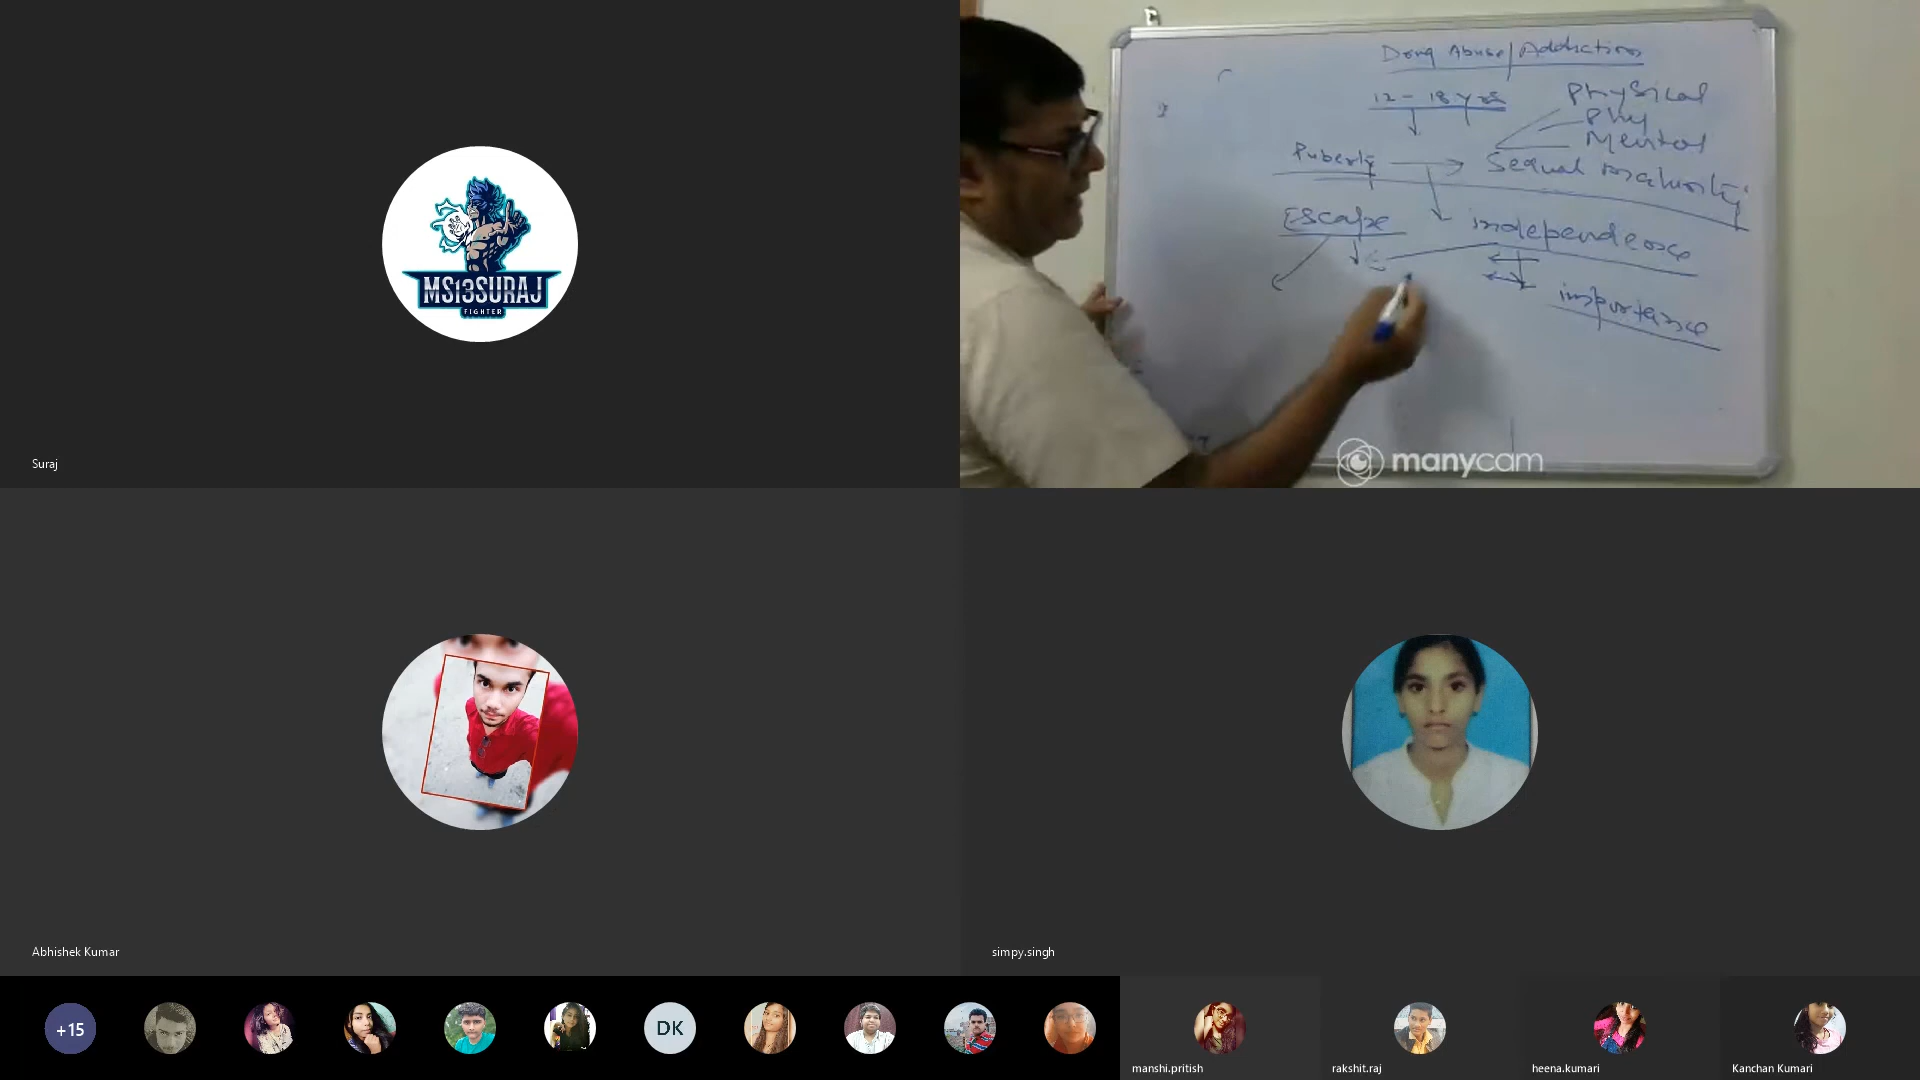 MS13SURAJ
FIGHTER
Suraj
Drug Abuse/Addiction
12 - 18 yrs
Physical
Phy
Mental
Puberty → Sexual maturity
Escape
independence
importance
manycam
Abhishek Kumar
simpy.singh
+15
DK
manshi.pritish
rakshit.raj
heena.kumari
Kanchan Kumari